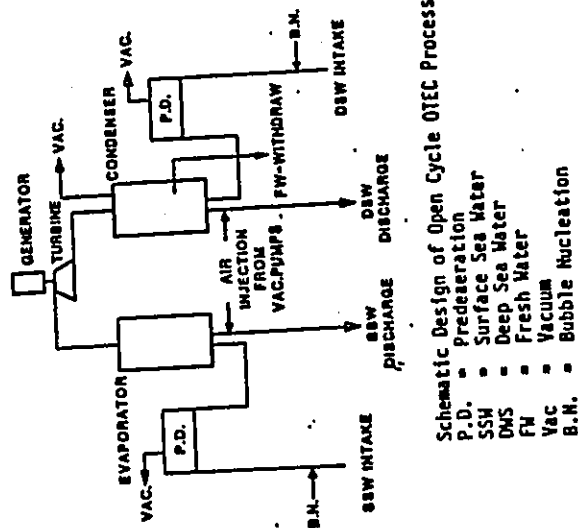 GENERATOR
TURBINE
VAC.
CONDENSER
VAC.
P.D.
B.N.
DSW INTAKE
FW-WITHDRAW
DSW
DISCHARGE
AIR
INJECTION
FROM
VAC.PUMPS
SSW
DISCHARGE
EVAPORATOR
VAC.
P.D.
B.N.
SSW INTAKE
Schematic Design of Open Cycle OTEC Process
P.D. = Predeaeration
SSW = Surface Sea Water
DWS = Deep Sea Water
FW = Fresh Water
Vac = Vacuum
B.N. = Bubble Nucleation